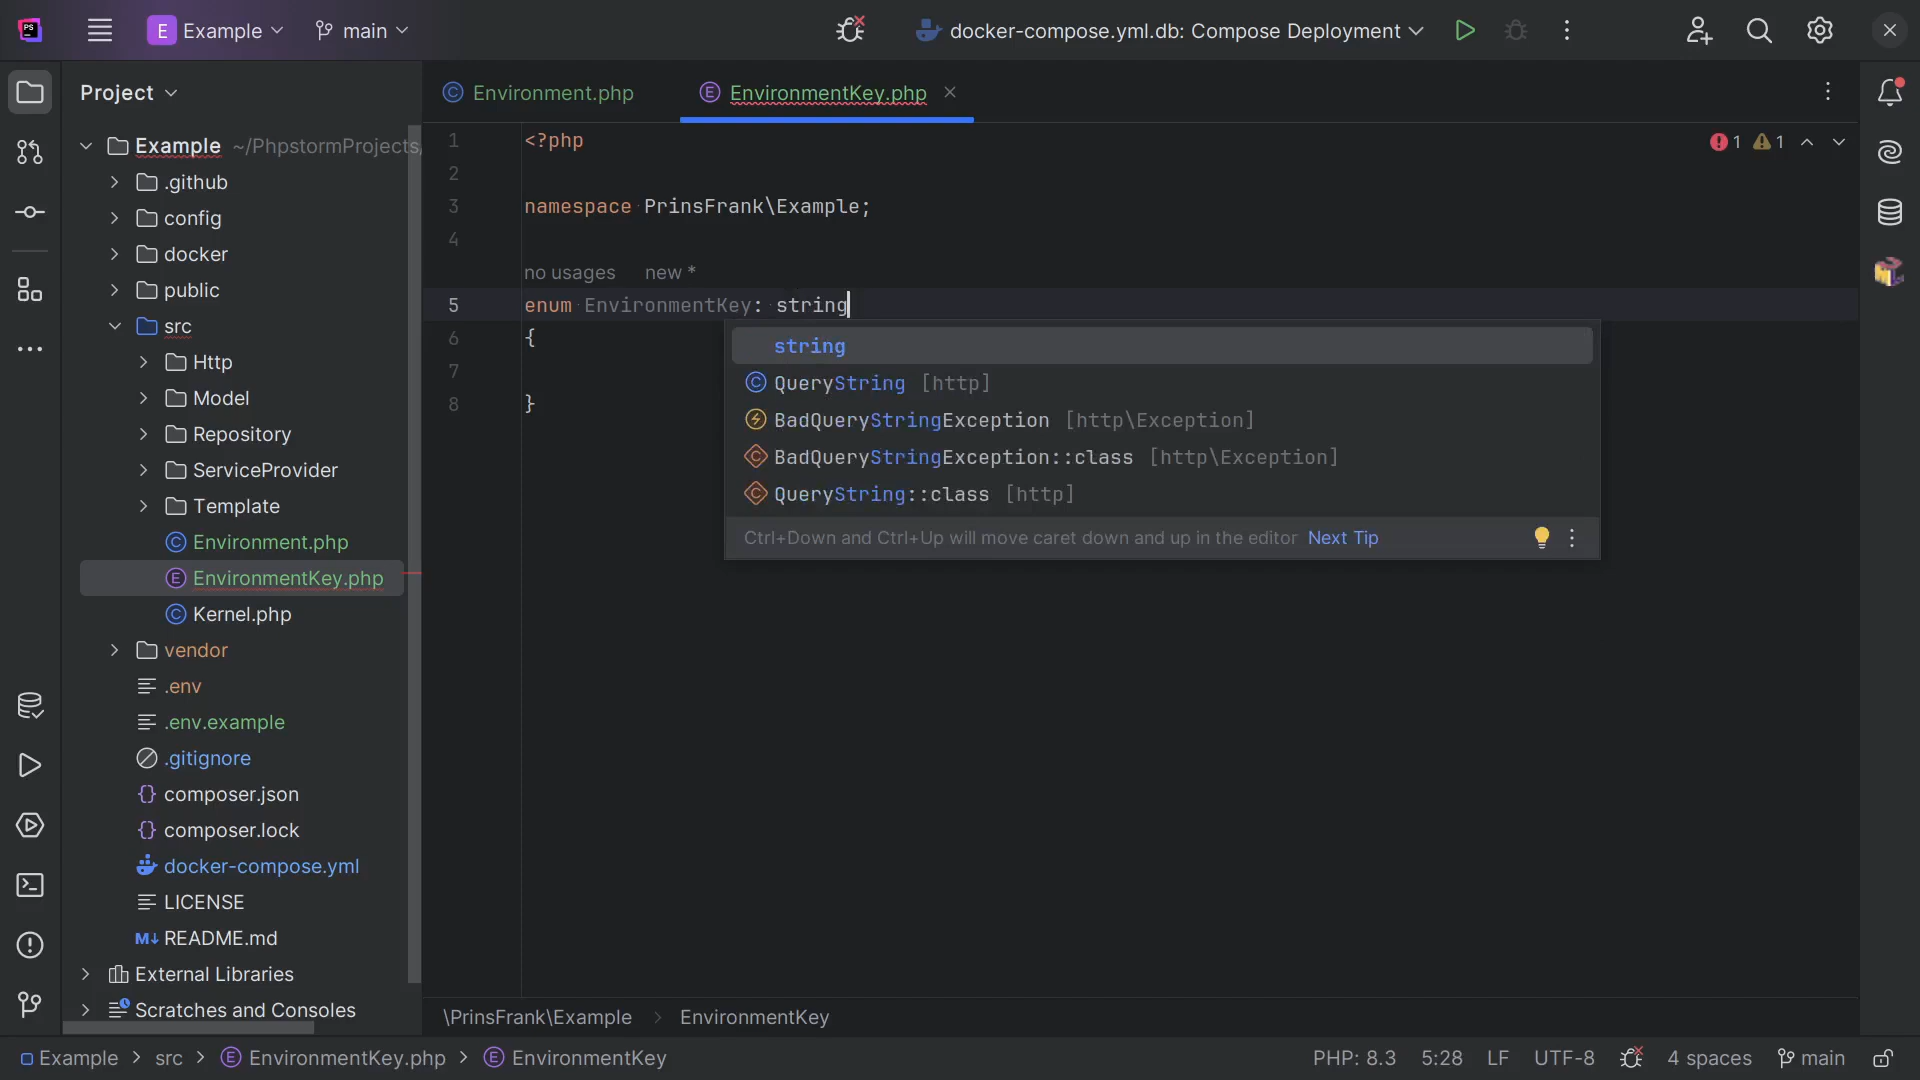 PS
E Example
main
docker-compose.yml.db: Compose Deployment
Project
Environment.php
EnvironmentKey.php
Example ~/PhpstormProjects/
.github
config
docker
public
src
Http
Model
Repository
ServiceProvider
Template
Environment.php
EnvironmentKey.php
Kernel.php
vendor
.env
.env.example
.gitignore
composer.json
composer.lock
docker-compose.yml
LICENSE
README.md
External Libraries
Scratches and Consoles
1 <?php
1 1
2
3 namespace PrinsFrank\Example;
4
no usages new *
5 enum EnvironmentKey: string
6 {
7
8 }
string
QueryString [http]
BadQueryStringException [http\Exception]
BadQueryStringException::class [http\Exception]
QueryString::class [http]
Ctrl+Down and Ctrl+Up will move caret down and up in the editor Next Tip
\PrinsFrank\Example > EnvironmentKey
Example > src > EnvironmentKey.php > EnvironmentKey
PHP: 8.3 5:28 LF UTF-8 4 spaces main